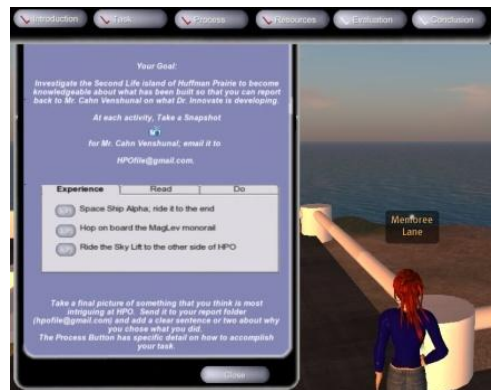 Introduction Task Process Resources Evaluation Conclusion
Your Goal:
Investigate the Second Life island of Huffman Prairie to become
knowledgeable about what has been built so that you can report
back to Mr. Cahn Venshunal on what Dr. Innovate is developing.
At each activity, Take a Snapshot
for Mr. Cahn Venshunal; email it to
HPOfile@gmail.com.
Experience Read Do
Space Ship Alpha; ride it to the end
Hop on board the MagLev monorail
Ride the Sky Lift to the other side of HPO
Memoree
Lane
Take a final picture of something that you think is most
intriguing at HPO. Send it to your report folder
(hpofile@gmail.com) and add a clear sentence or two about why
you chose what you did.
The Process Button has specific detail on how to accomplish
your task.
Close